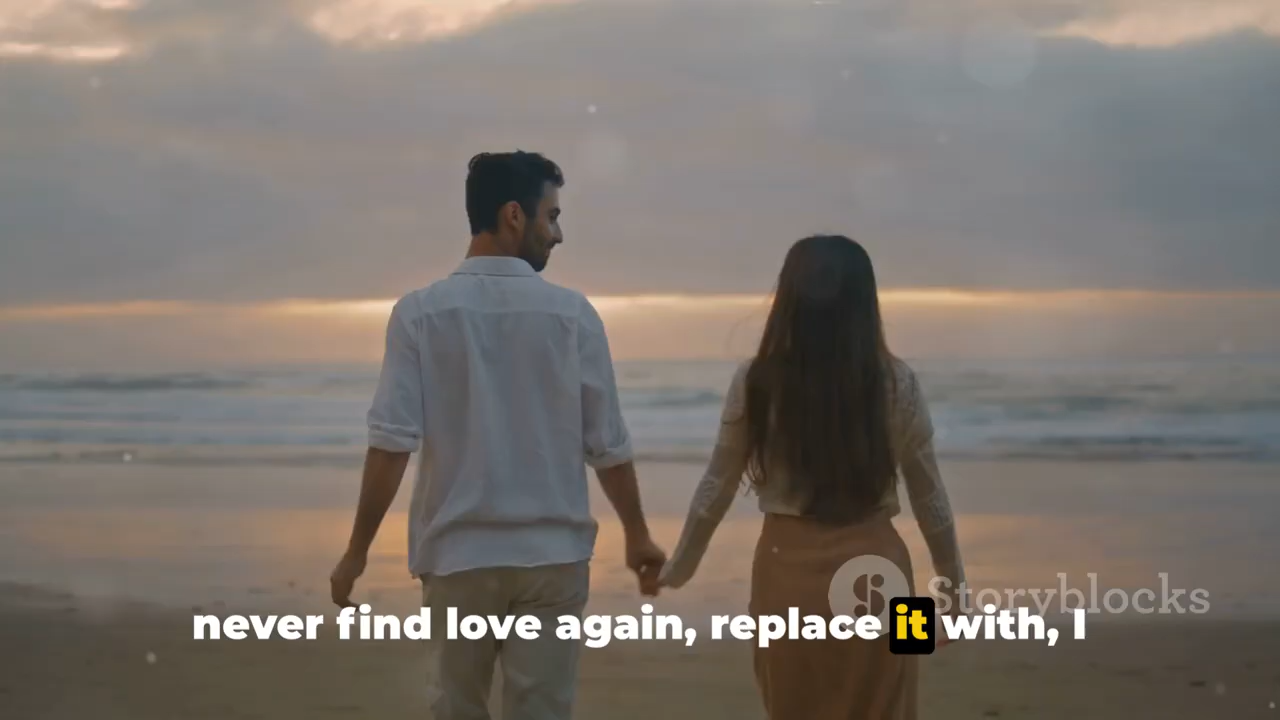 Storyblocks
never find love again, replace it with, I